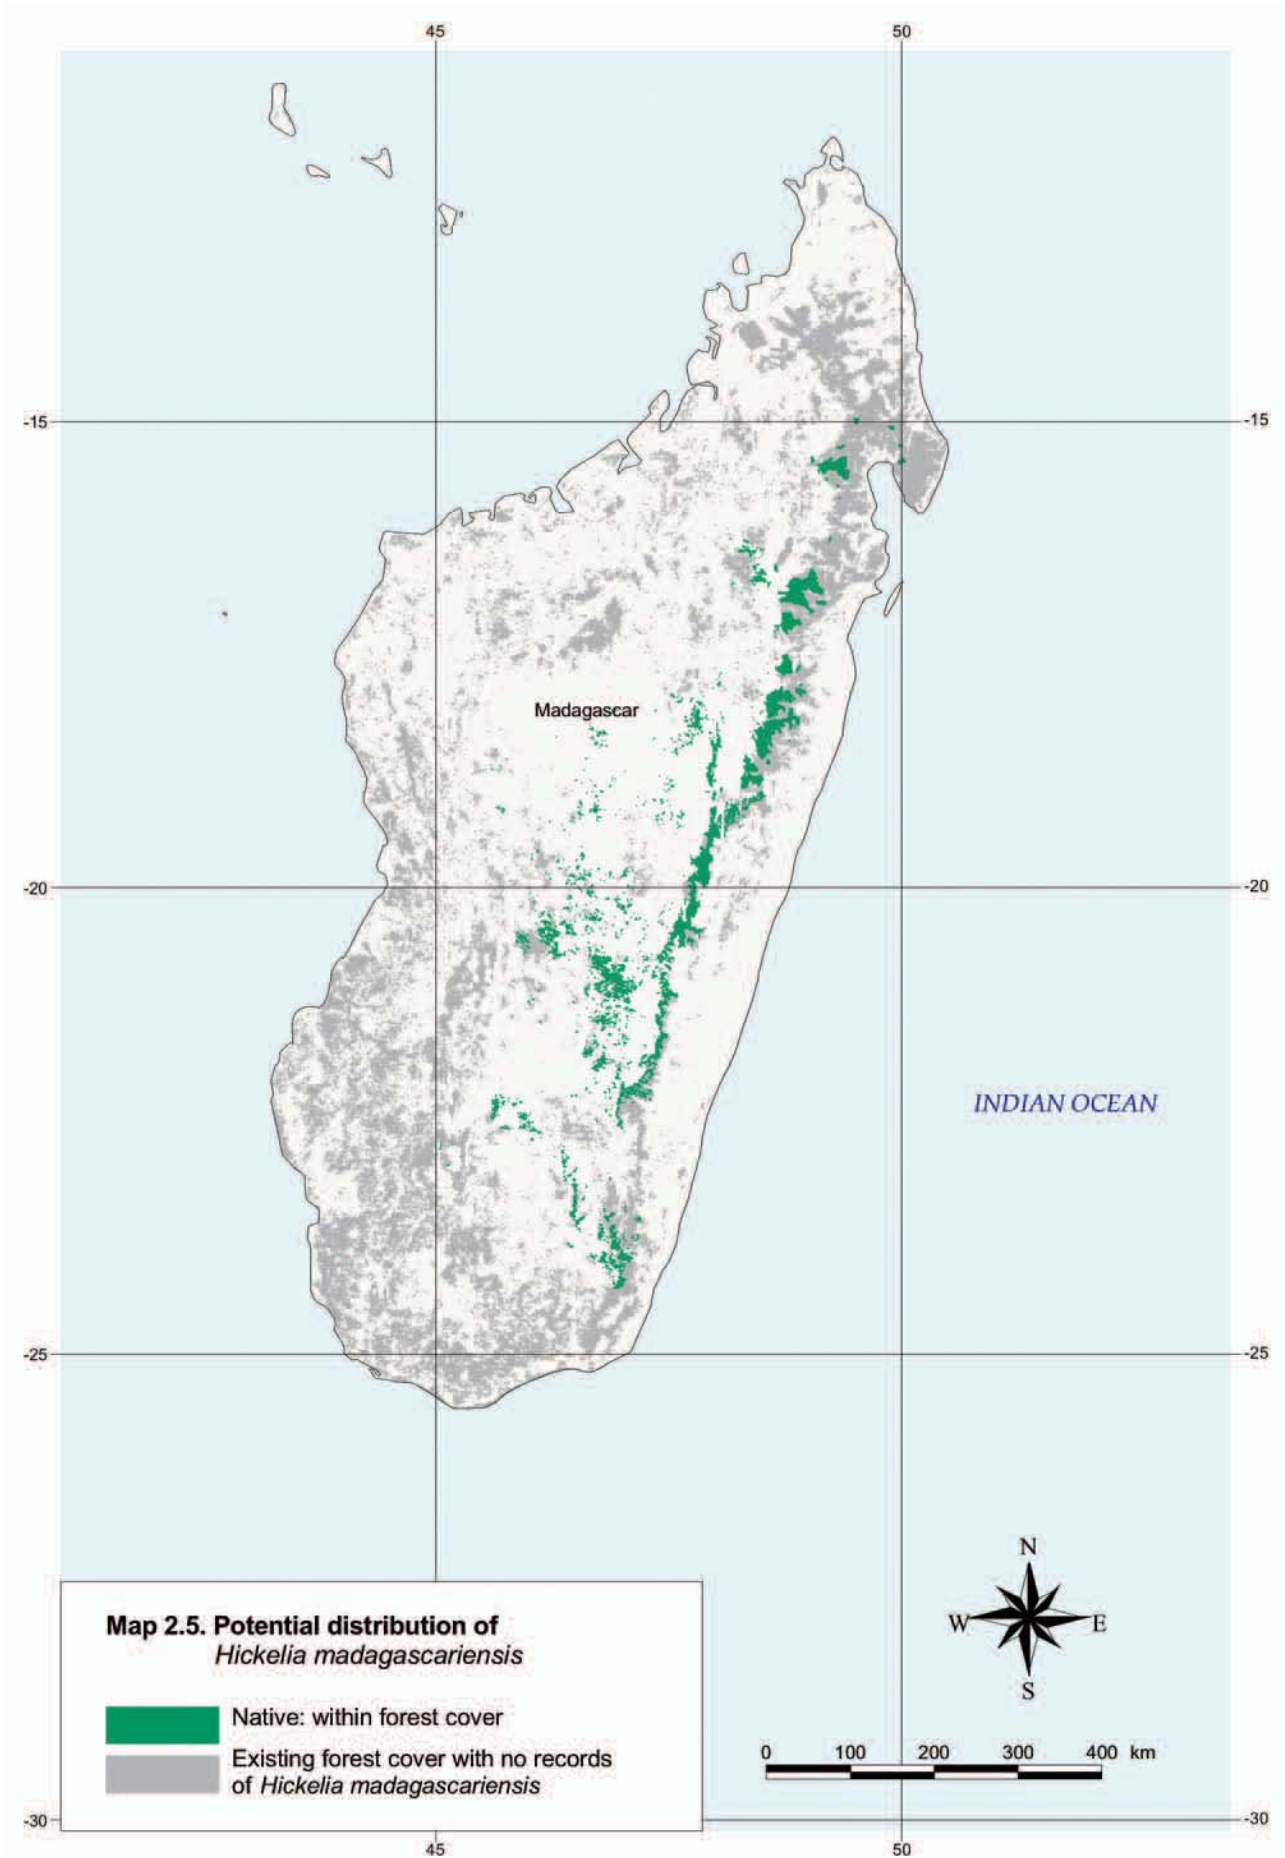 45 50
-15 -15
Madagascar
-20 -20
INDIAN OCEAN
-25 -25
N
W E
S
Map 2.5. Potential distribution of
Hickelia madagascariensis
Native: within forest cover
Existing forest cover with no records
of Hickelia madagascariensis
0 100 200 300 400 km
-30 -30
45 50